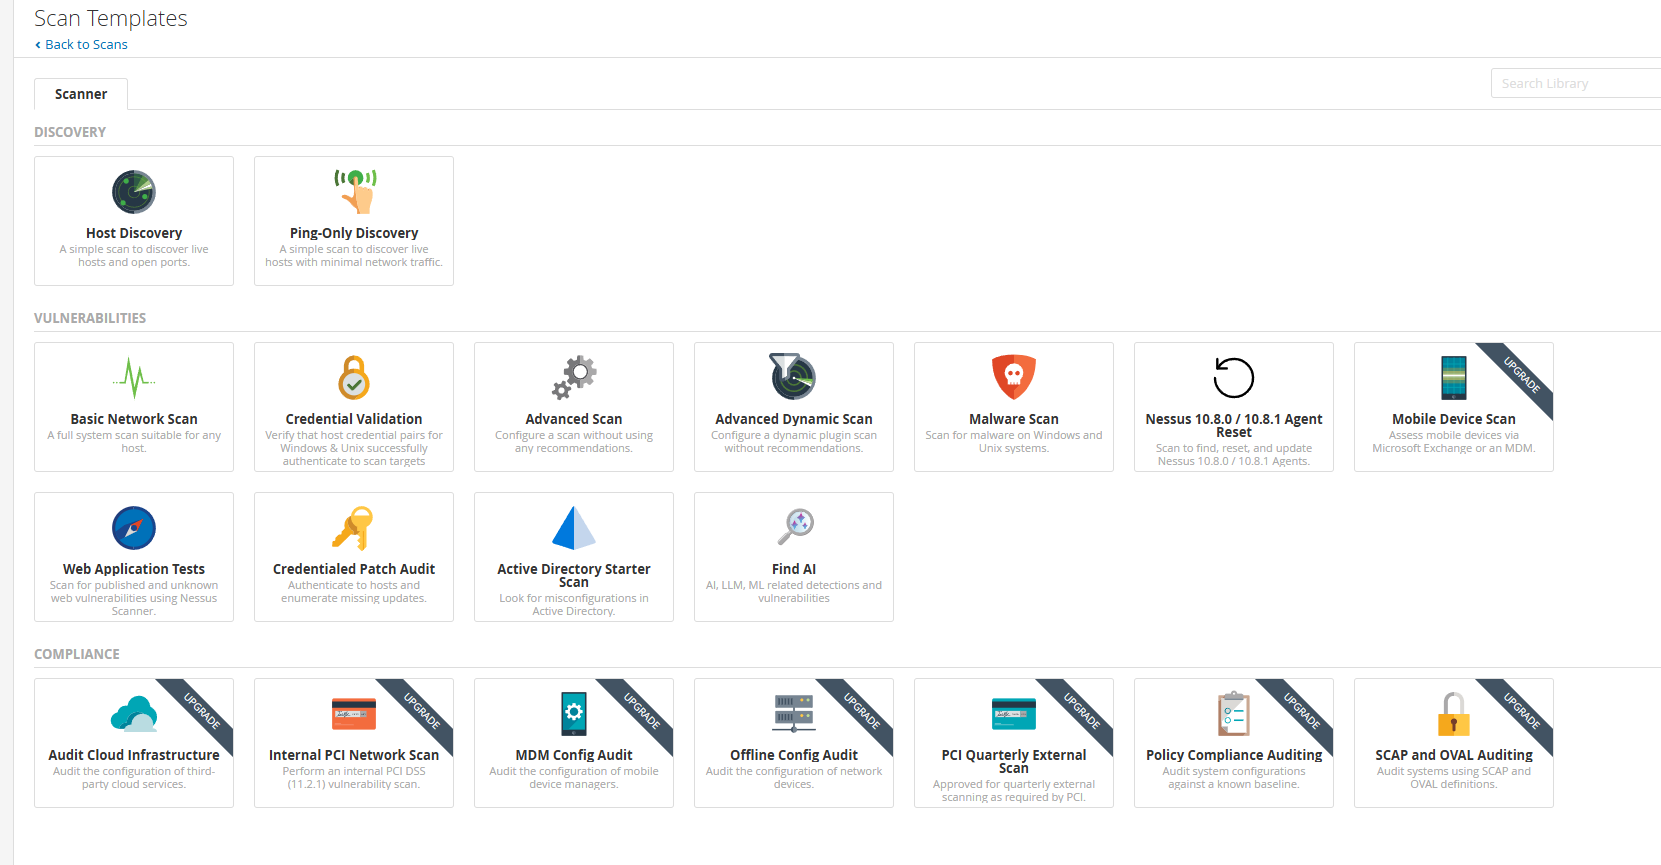 Scan Templates
Back to Scans
Scanner
Search Library
DISCOVERY
Host Discovery
A simple scan to discover live
hosts and open ports.
Ping-Only Discovery
A simple scan to discover live
hosts with minimal network traffic.
VULNERABILITIES
Basic Network Scan
A full system scan suitable for any
host.
Credential Validation
Verify that host credential pairs for
Windows & Unix successfully
authenticate to scan targets
Advanced Scan
Configure a scan without using
any recommendations.
Advanced Dynamic Scan
Configure a dynamic plugin scan
without recommendations.
Malware Scan
Scan for malware on Windows and
Unix systems.
Nessus 10.8.0 / 10.8.1 Agent
Reset
Scan to find, reset, and update
Nessus 10.8.0 / 10.8.1 Agents.
UPGRADE
Mobile Device Scan
Assess mobile devices via
Microsoft Exchange or an MDM.
Web Application Tests
Scan for published and unknown
web vulnerabilities using Nessus
Scanner.
Credentialed Patch Audit
Authenticate to hosts and
enumerate missing updates.
Active Directory Starter
Scan
Look for misconfigurations in
Active Directory.
Find AI
AI, LLM, ML related detections and
vulnerabilities
COMPLIANCE
UPGRADE
Audit Cloud Infrastructure
Audit the configuration of third-
party cloud services.
UPGRADE
Internal PCI Network Scan
Perform an internal PCI DSS
(11.2.1) vulnerability scan.
UPGRADE
MDM Config Audit
Audit the configuration of mobile
device managers.
UPGRADE
Offline Config Audit
Audit the configuration of network
devices.
UPGRADE
PCI Quarterly External
Scan
Approved for quarterly external
scanning as required by PCI.
UPGRADE
Policy Compliance Auditing
Audit system configurations
against a known baseline.
UPGRADE
SCAP and OVAL Auditing
Audit systems using SCAP and
OVAL definitions.